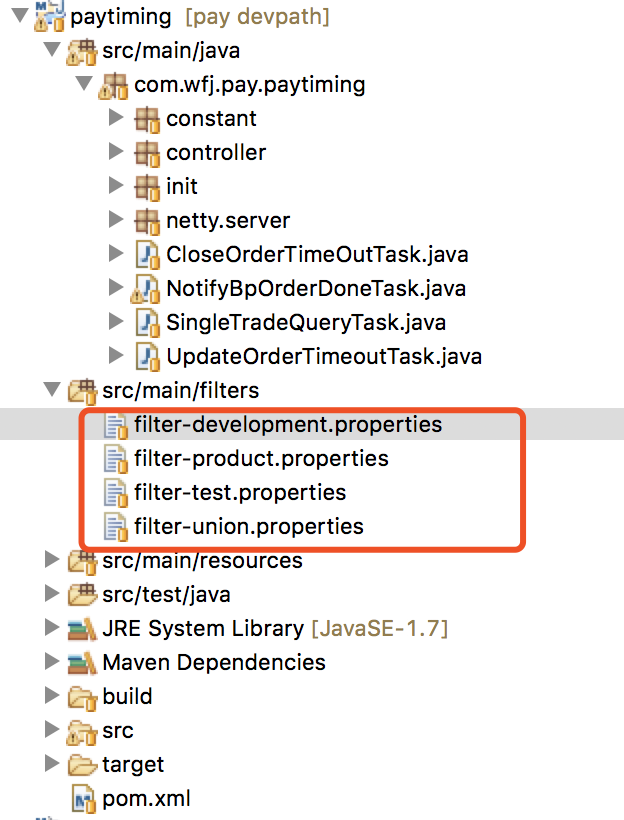 paytiming [pay devpath]
src/main/java
com.wfj.pay.paytiming
constant
controller
init
netty.server
CloseOrderTimeOutTask.java
NotifyBpOrderDoneTask.java
SingleTradeQueryTask.java
UpdateOrderTimeoutTask.java
src/main/filters
filter-development.properties
filter-product.properties
filter-test.properties
filter-union.properties
src/main/resources
src/test/java
JRE System Library [JavaSE-1.7]
Maven Dependencies
build
src
target
pom.xml